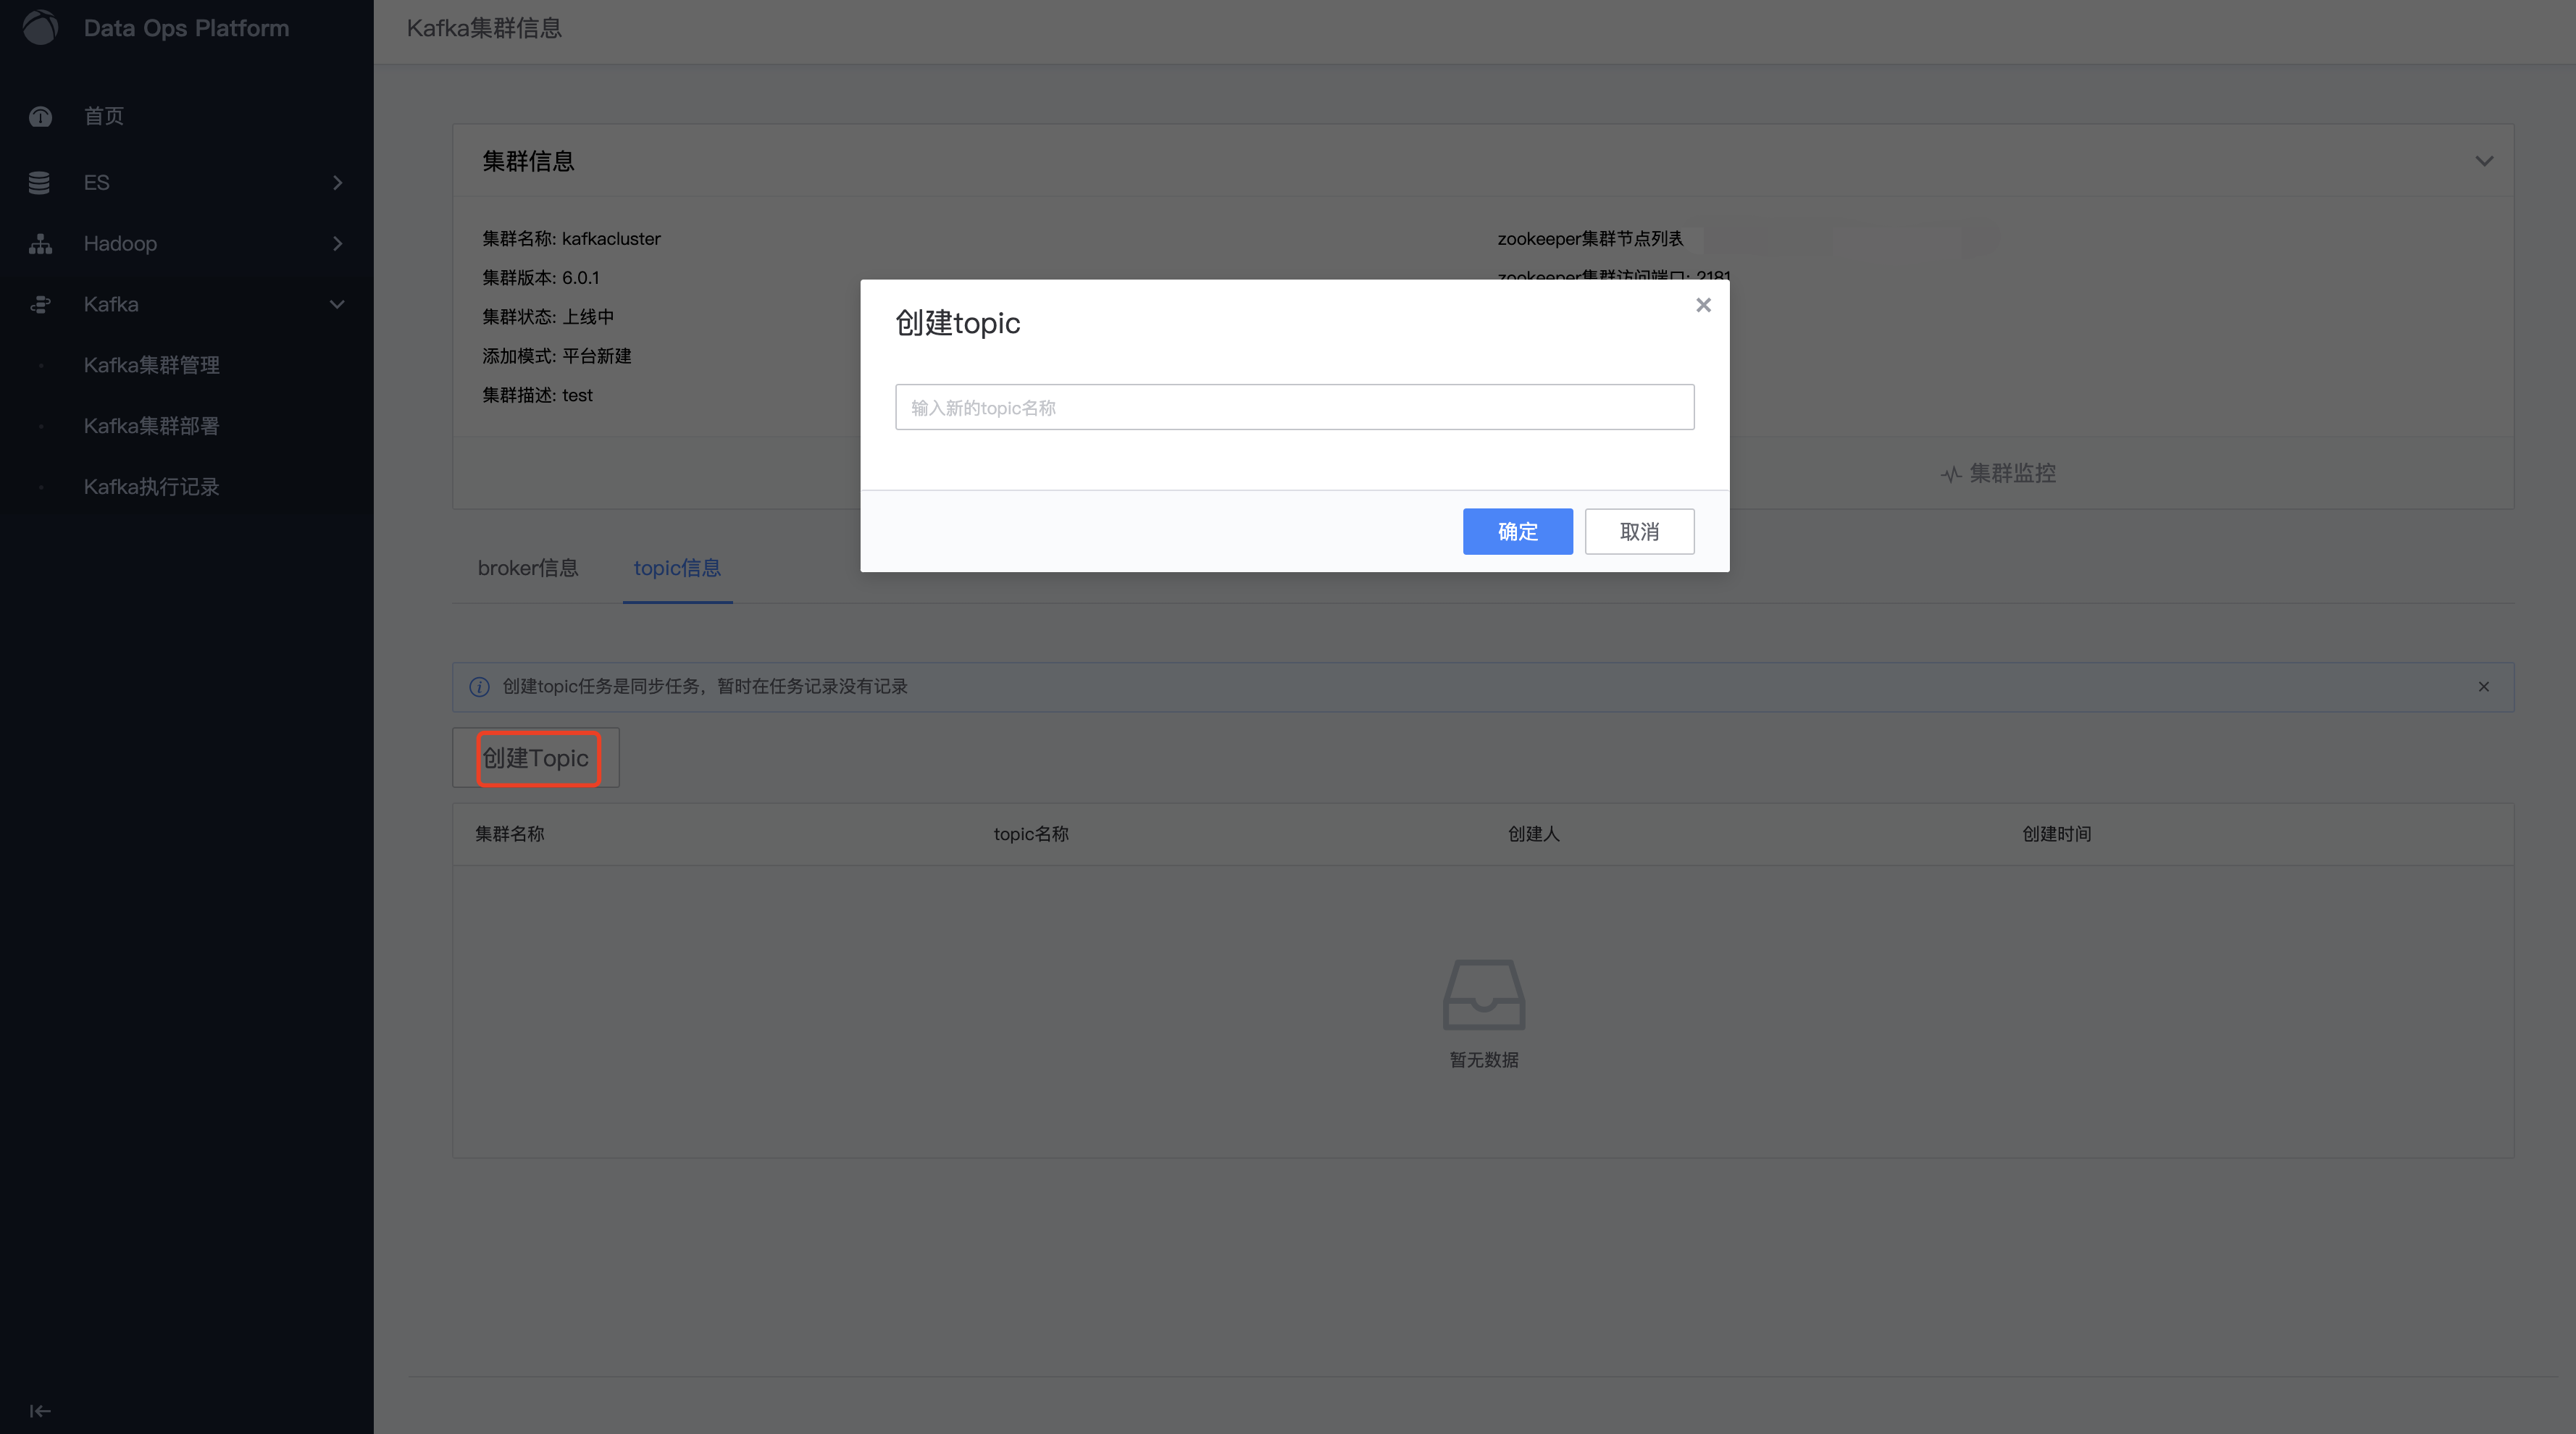 Data Ops Platform
Kafka集群信息
首页
ES
Hadoop
Kafka
Kafka集群管理
Kafka集群部署
Kafka执行记录
集群信息
集群名称: kafkacluster
zookeeper集群节点列表
集群版本: 6.0.1
zookeeper集群访问端口: 2181
集群状态: 上线中
添加模式: 平台新建
集群描述: test
集群监控
创建topic
输入新的topic名称
确定
取消
broker信息
topic信息
创建topic任务是同步任务，暂时在任务记录没有记录
创建Topic
集群名称
topic名称
创建人
创建时间
暂无数据